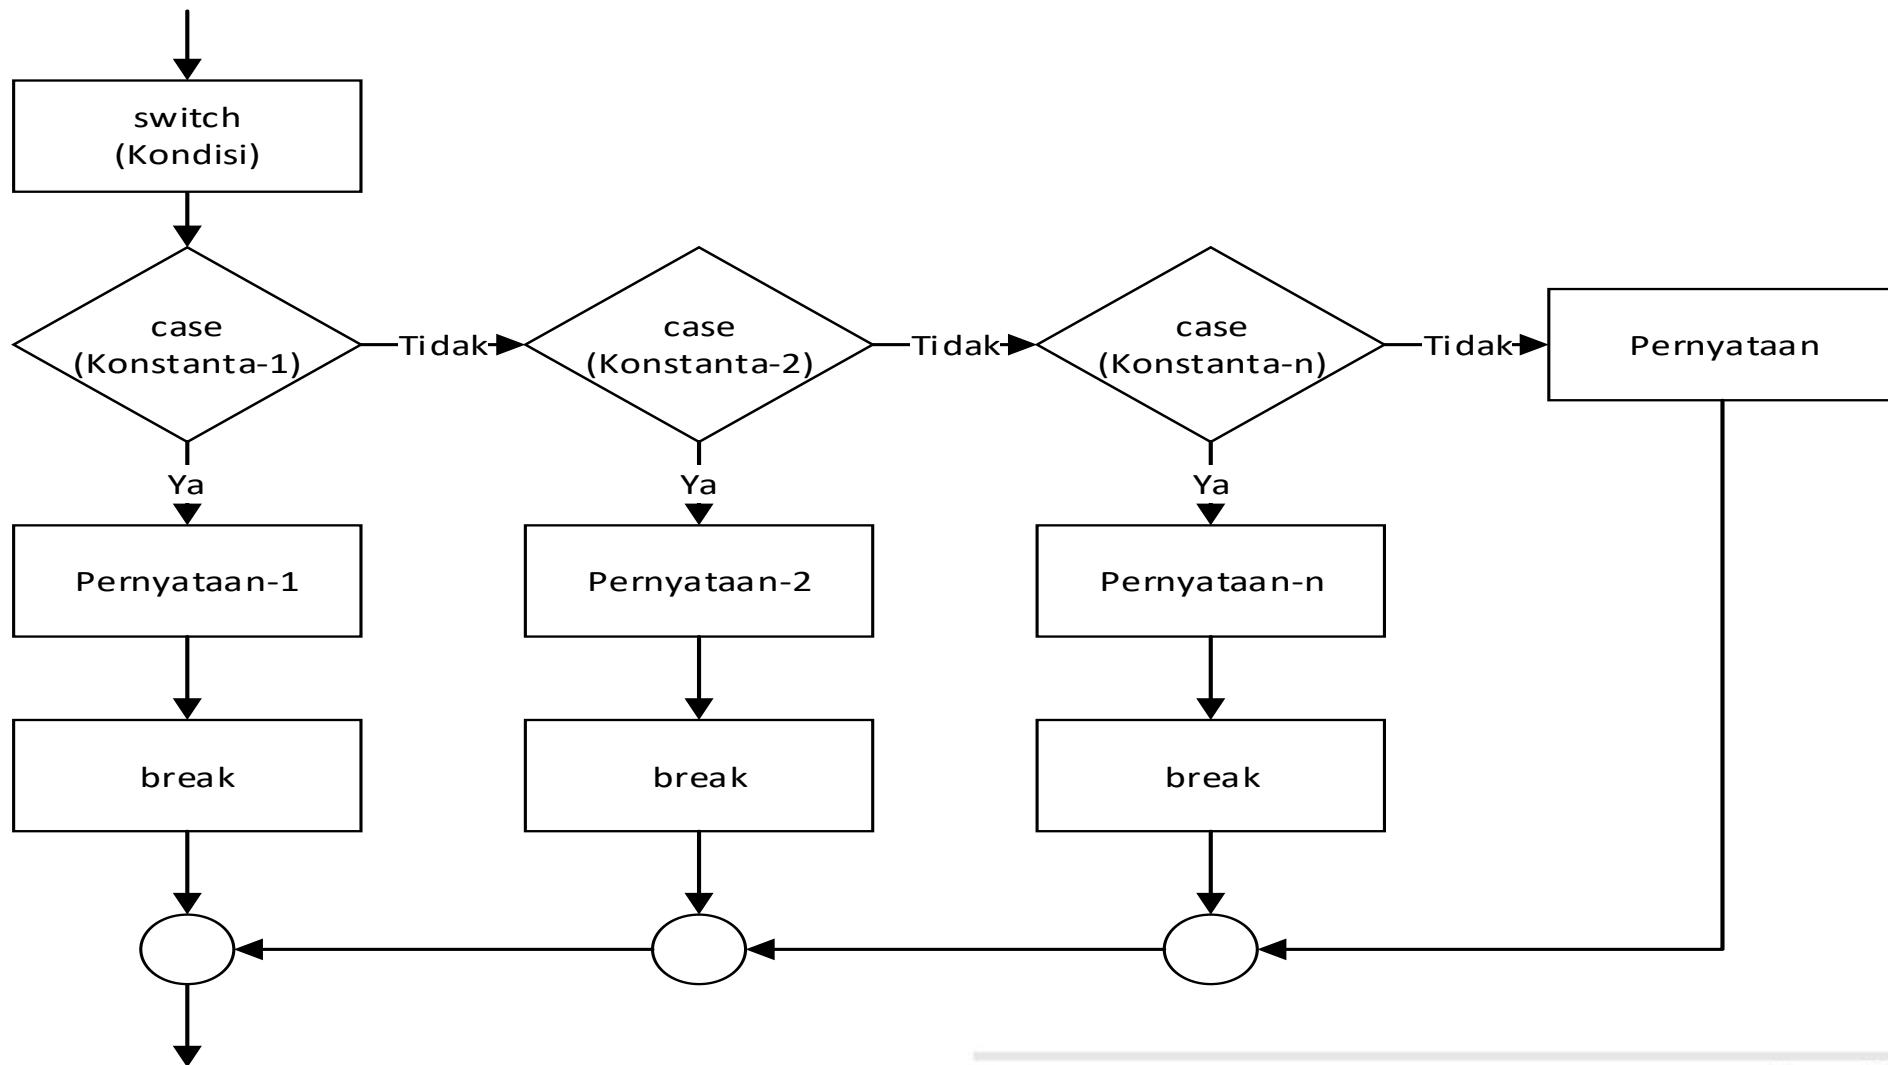 switch
(Kondisi)
case
(Konstanta-1)
Tidak
case
(Konstanta-2)
Tidak
case
(Konstanta-n)
Tidak
Pernyataan
Ya
Ya
Ya
Pernyataan-1
Pernyataan-2
Pernyataan-n
break
break
break